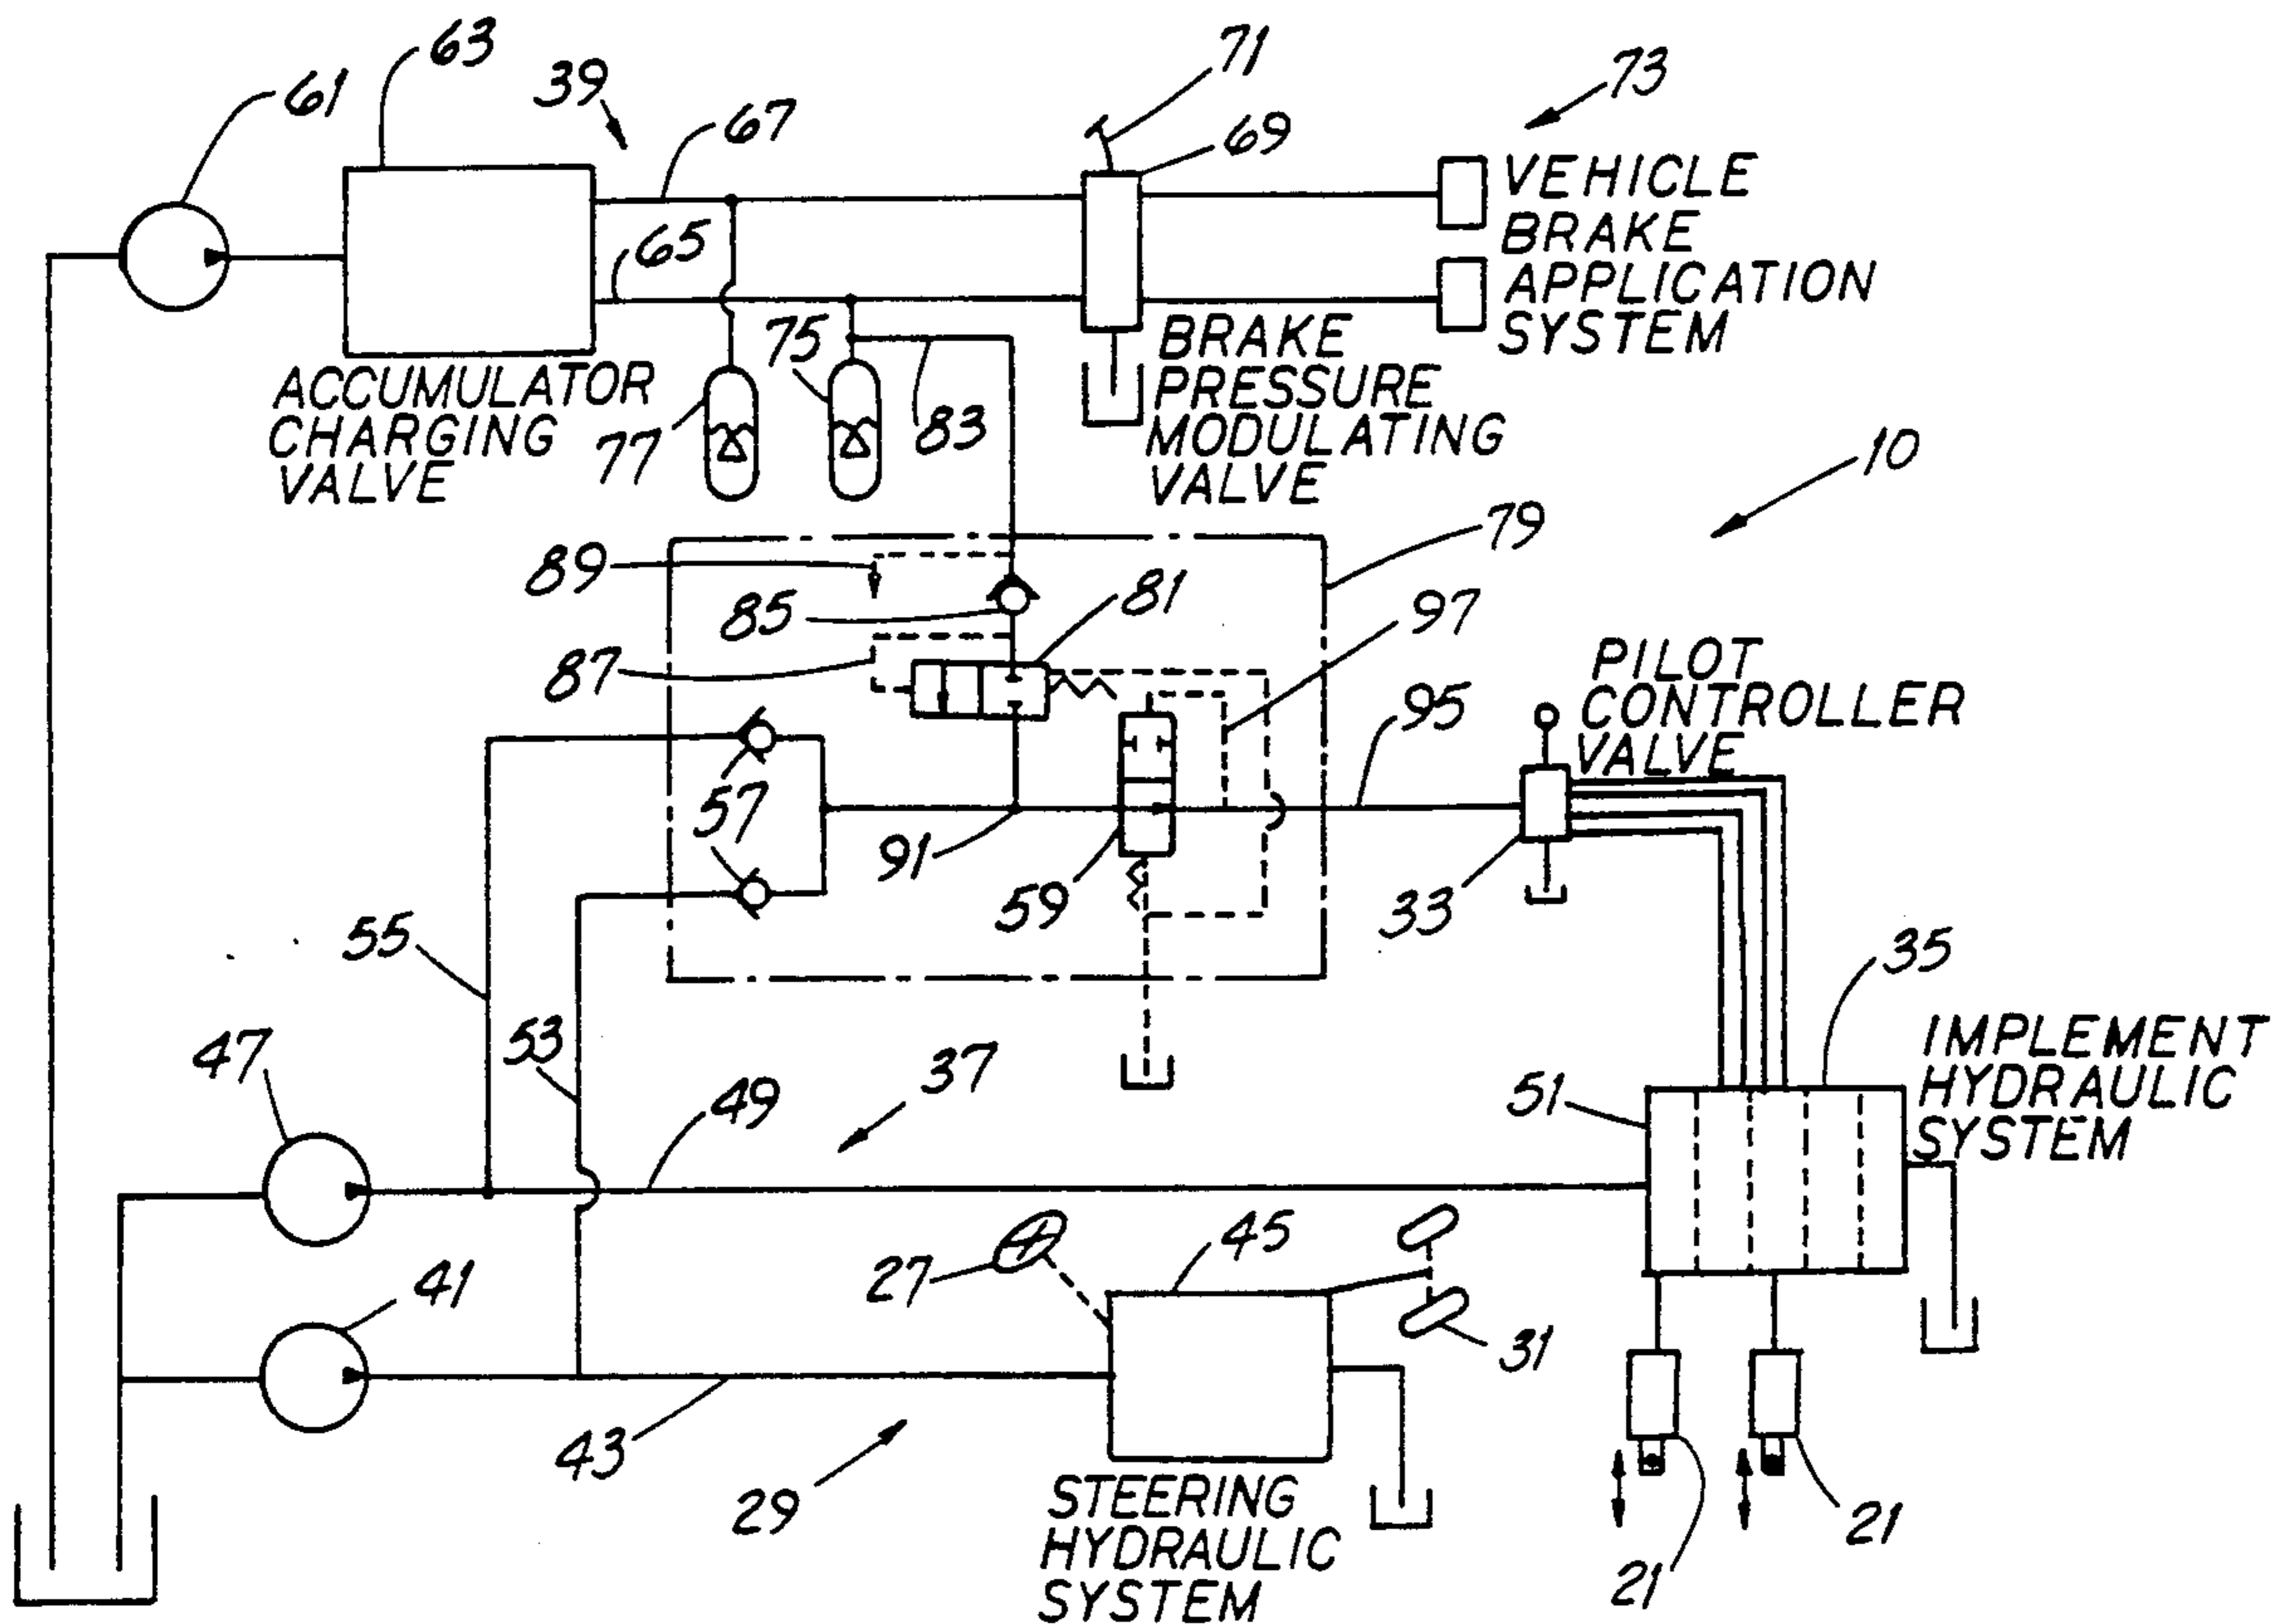 63
71
73
61
39
67
69
VEHICLE
BRAKE
APPLICATION
SYSTEM
65
75
BRAKE
PRESSURE
MODULATING
VALVE
ACCUMULATOR
CHARGING
VALVE
77
83
10
79
89
85
81
97
87
PILOT
CONTROLLER
VALVE
95
57
91
59
33
55
35
53
47
37
49
51
IMPLEMENT
HYDRAULIC
SYSTEM
27
45
41
31
43
29
STEERING
HYDRAULIC
SYSTEM
21
21